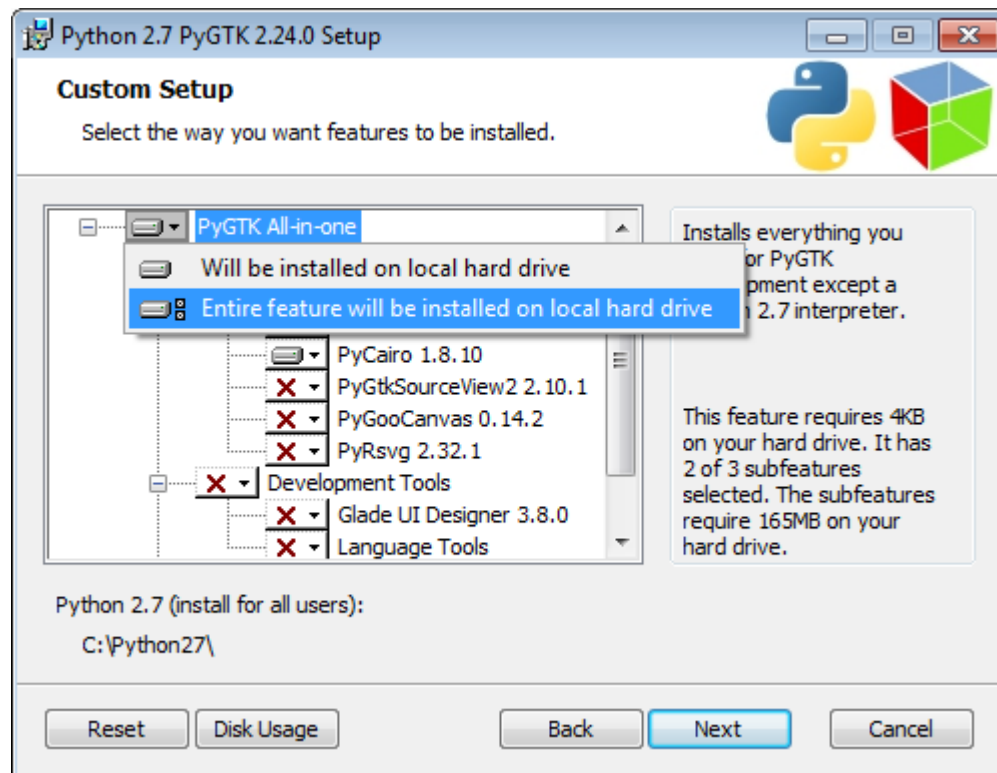 Python 2.7 PyGTK 2.24.0 Setup
Custom Setup
Select the way you want features to be installed.
PyGTK All-in-one
Will be installed on local hard drive
Entire feature will be installed on local hard drive
PyCairo 1.8.10
PyGtkSourceView2 2.10.1
PyGooCanvas 0.14.2
PyRsvg 2.32.1
Development Tools
Glade UI Designer 3.8.0
Language Tools
Installs everything you
or PyGTK
pment except a
2.7 interpreter.
This feature requires 4KB
on your hard drive. It has
2 of 3 subfeatures
selected. The subfeatures
require 165MB on your
hard drive.
Python 2.7 (install for all users):
C:\Python27\
Reset Disk Usage Back Next Cancel